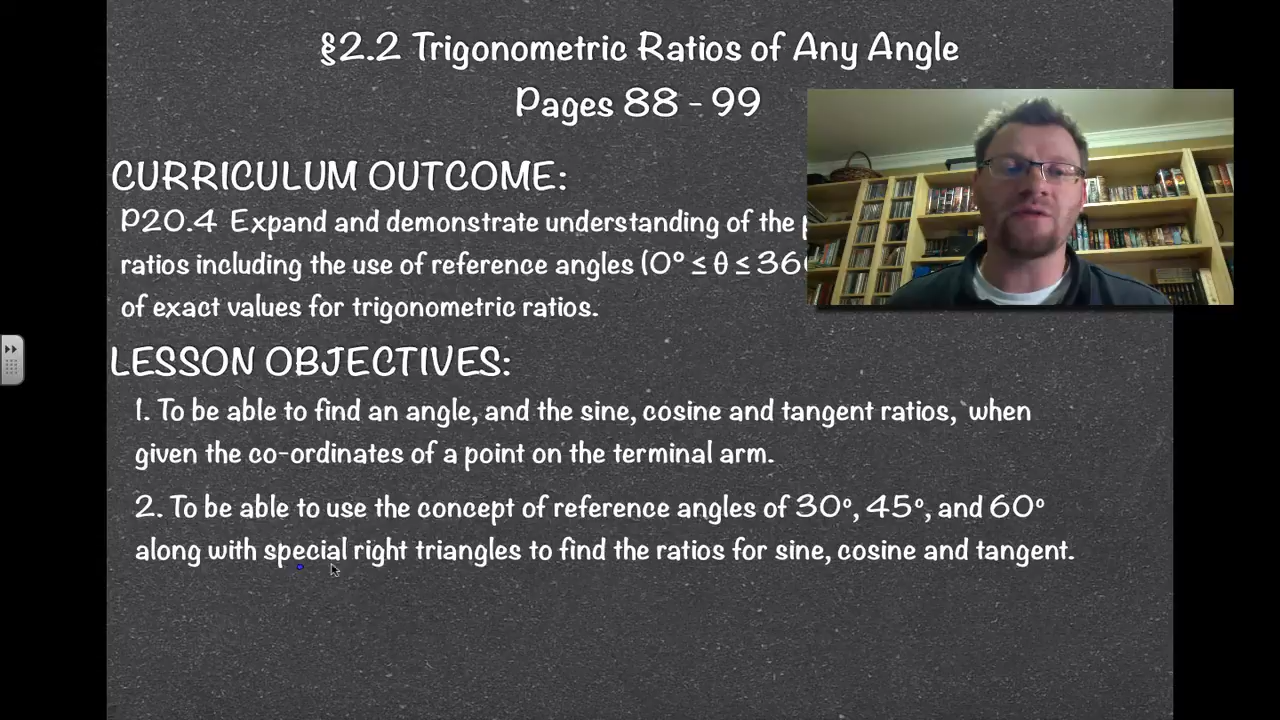 §2.2 Trigonometric Ratios of Any Angle
Pages 88 - 99
CURRICULUM OUTCOME:
P20.4 Expand and demonstrate understanding of the
ratios including the use of reference angles (0° ≤ θ ≤ 36
of exact values for trigonometric ratios.
LESSON OBJECTIVES:
1. To be able to find an angle, and the sine, cosine and tangent ratios, when
given the co-ordinates of a point on the terminal arm.
2. To be able to use the concept of reference angles of 30°, 45°, and 60°
along with special right triangles to find the ratios for sine, cosine and tangent.